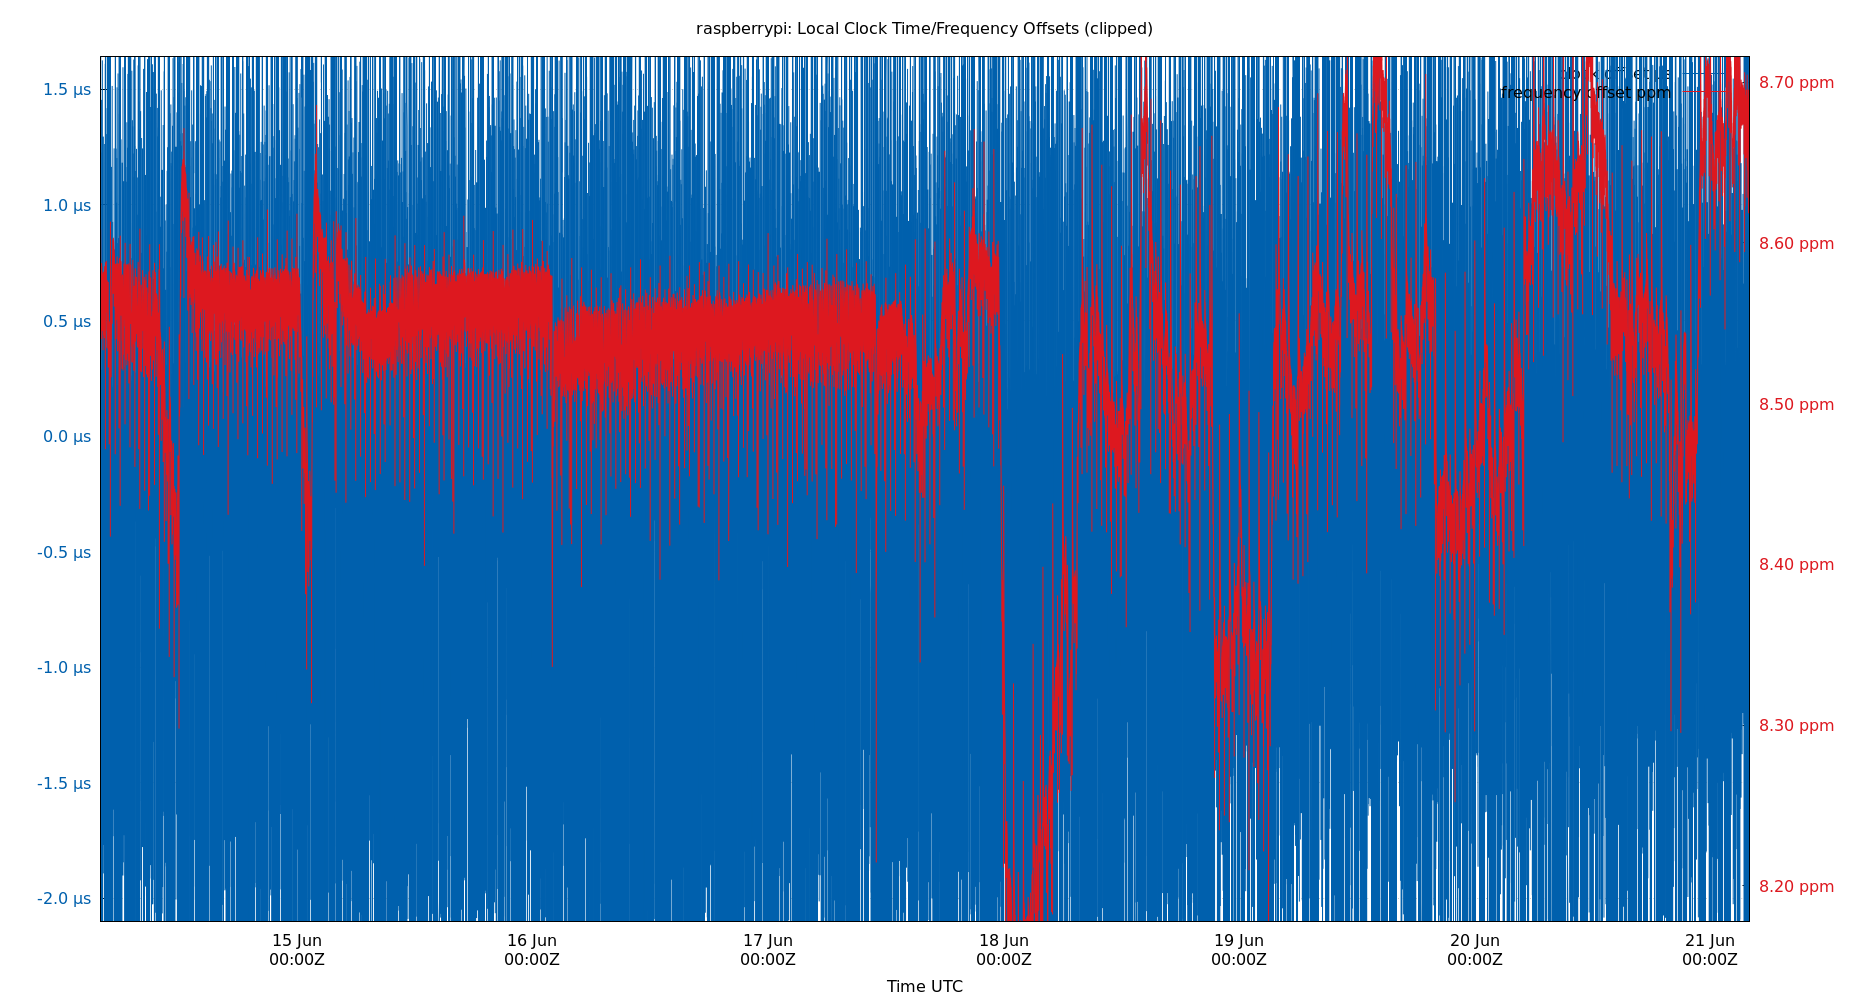 raspberrypi: Local Clock Time/Frequency Offsets (clipped)
clock offset µs
frequency offset ppm
1.5 µs
1.0 µs
0.5 µs
0.0 µs
-0.5 µs
-1.0 µs
-1.5 µs
-2.0 µs
8.70 ppm
8.60 ppm
8.50 ppm
8.40 ppm
8.30 ppm
8.20 ppm
15 Jun 16 Jun 17 Jun 18 Jun 19 Jun 20 Jun 21 Jun
00:00Z 00:00Z 00:00Z 00:00Z 00:00Z 00:00Z 00:00Z
Time UTC